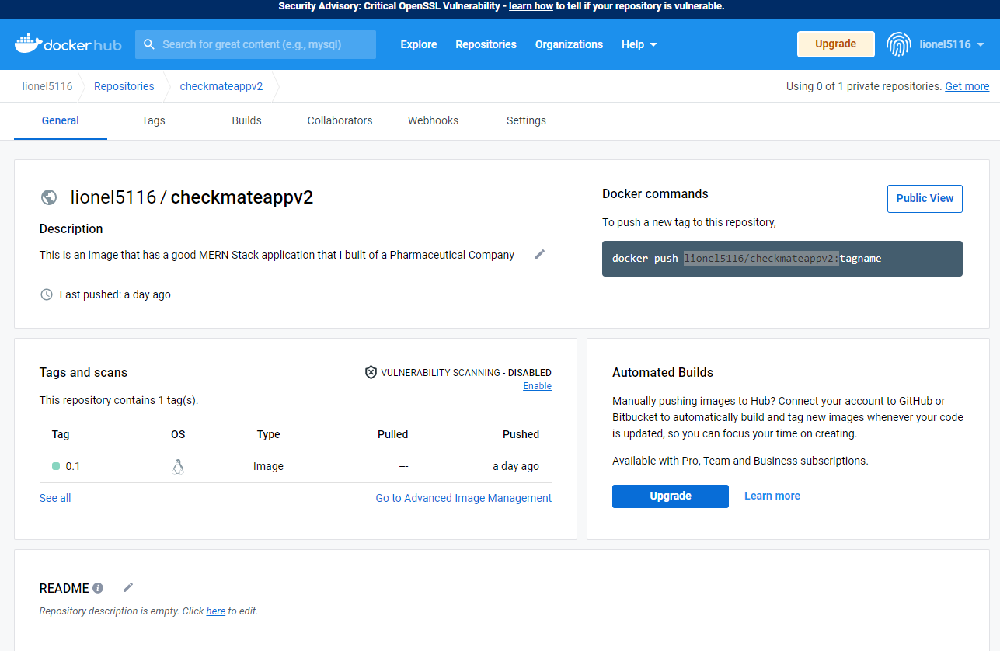 Security Advisory: Critical OpenSSL Vulnerability - learn how to tell if your repository is vulnerable.
docker hub
Search for great content (e.g., mysql)
Explore
Repositories
Organizations
Help
Upgrade
lionel5116
lionel5116
Repositories
checkmateappv2
Using 0 of 1 private repositories. Get more
General
Tags
Builds
Collaborators
Webhooks
Settings
lionel5116 / checkmateappv2
Description
This is an image that has a good MERN Stack application that I built of a Pharmaceutical Company
Last pushed: a day ago
Docker commands
Public View
To push a new tag to this repository,
docker push lionel5116/checkmateappv2:tagname
Tags and scans
VULNERABILITY SCANNING - DISABLED
Enable
This repository contains 1 tag(s).
Tag OS Type Pulled Pushed
0.1 Image --- a day ago
See all
Go to Advanced Image Management
Automated Builds
Manually pushing images to Hub? Connect your account to GitHub or
Bitbucket to automatically build and tag new images whenever your code
is updated, so you can focus your time on creating.
Available with Pro, Team and Business subscriptions.
Upgrade
Learn more
README
Repository description is empty. Click here to edit.